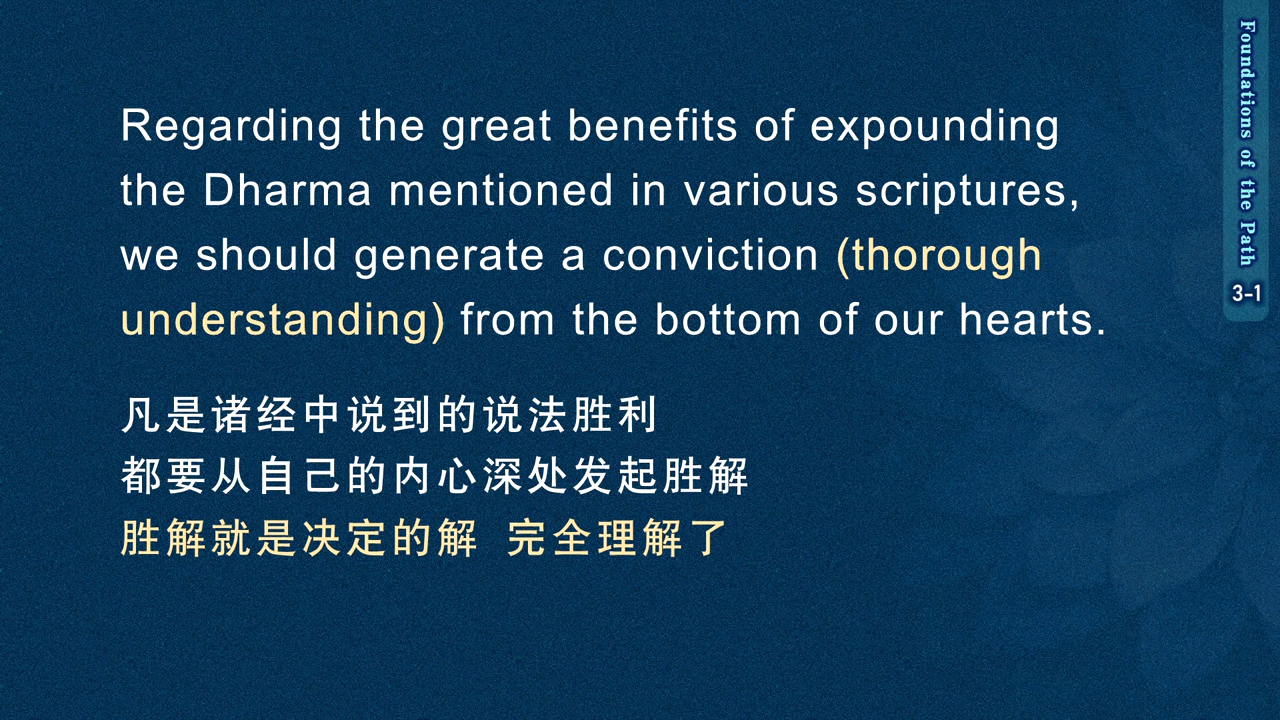 Regarding the great benefits of expounding
the Dharma mentioned in various scriptures,
we should generate a conviction (thorough
understanding) from the bottom of our hearts.
凡是诸经中说到的说法胜利
都要从自己的内心深处发起胜解
胜解就是决定的解 完全理解了
Foundations of the Path
3-1